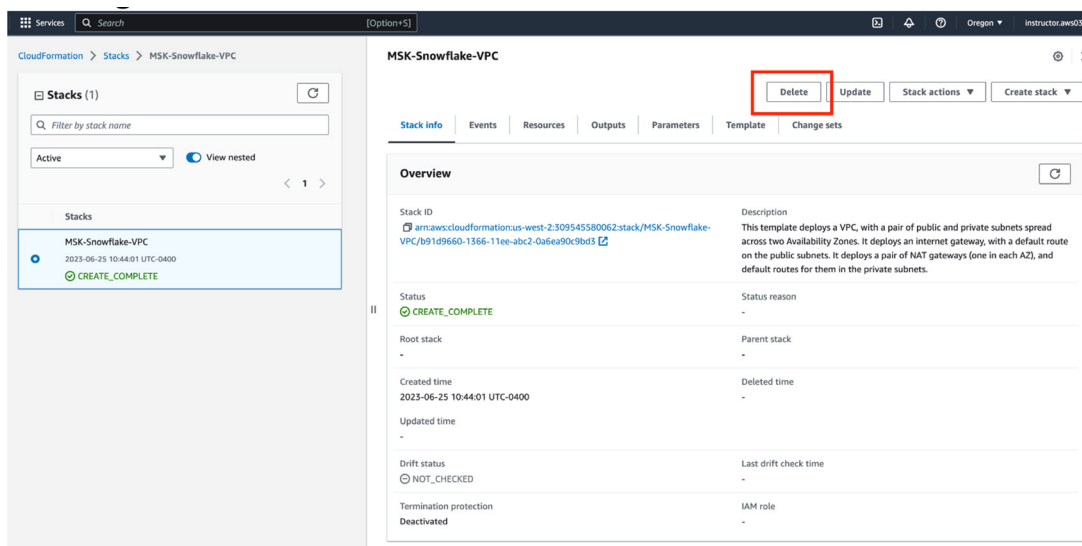 Services
Search
[Option+S]
Oregon
instructor.aws03
CloudFormation > Stacks > MSK-Snowflake-VPC
Stacks (1)
Filter by stack name
Active
View nested
< 1 >
Stacks
MSK-Snowflake-VPC
2023-06-25 10:44:01 UTC-0400
CREATE_COMPLETE
MSK-Snowflake-VPC
Delete
Update
Stack actions
Create stack
Stack info
Events
Resources
Outputs
Parameters
Template
Change sets
Overview
Stack ID
arn:aws:cloudformation:us-west-2:309545580062:stack/MSK-Snowflake-
VPC/b91d9660-1366-11ee-abc2-0a6ea90c9bd3
Description
This template deploys a VPC, with a pair of public and private subnets spread
across two Availability Zones. It deploys an internet gateway, with a default route
on the public subnets. It deploys a pair of NAT gateways (one in each AZ), and
default routes for them in the private subnets.
Status
CREATE_COMPLETE
Status reason
-
Root stack
-
Parent stack
-
Created time
2023-06-25 10:44:01 UTC-0400
Deleted time
-
Updated time
-
Drift status
NOT_CHECKED
Last drift check time
-
Termination protection
Deactivated
IAM role
-